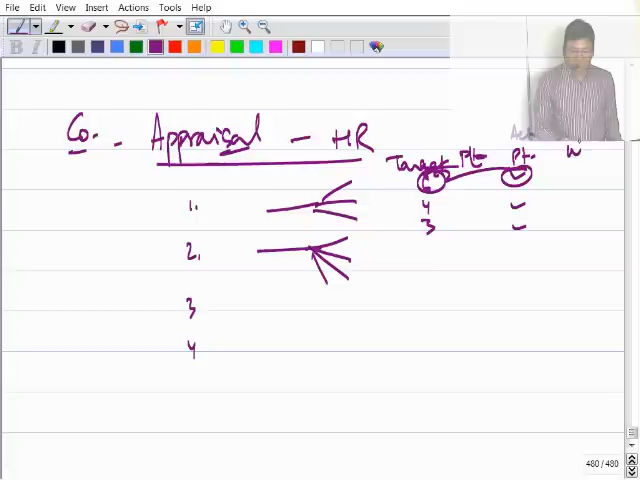 File Edit View Insert Actions Tools Help
Co. - Appraisal - HR
Target Pt. Pt. W
1. 4
3
2.
3
4
480 / 480